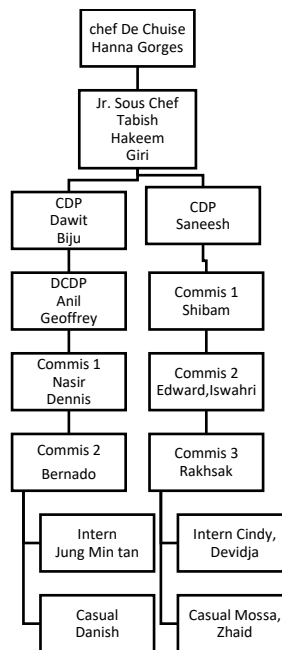 chef De Chuise
Hanna Gorges
Jr. Sous Chef
Tabish
Hakeem
Giri
CDP
Dawit
Biju
CDP
Saneesh
DCDP
Anil
Geoffrey
Commis 1
Shibam
Commis 1
Nasir
Dennis
Commis 2
Edward,Iswahri
Commis 2
Bernado
Commis 3
Rakhsak
Intern
Jung Min tan
Intern Cindy,
Devidja
Casual
Danish
Casual Mossa,
Zhaid